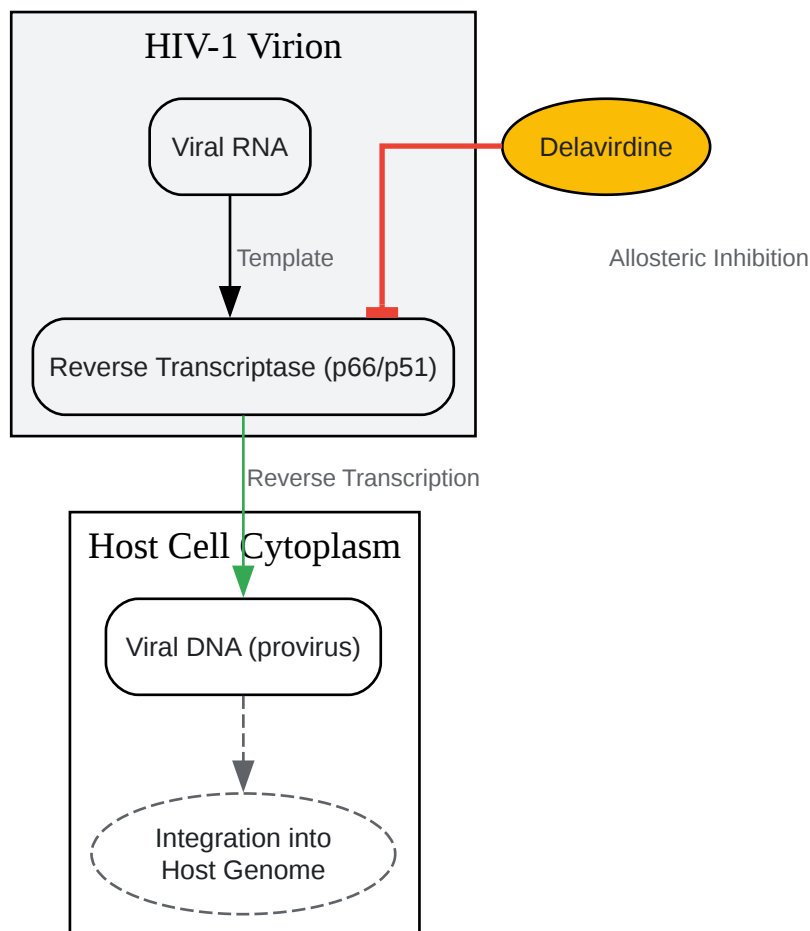 HIV-1 Virion
Viral RNA
Delavirdine
Template
Allosteric Inhibition
Reverse Transcriptase (p66/p51)
Reverse Transcription
Host Cell Cytoplasm
Viral DNA (provirus)
Integration into
Host Genome